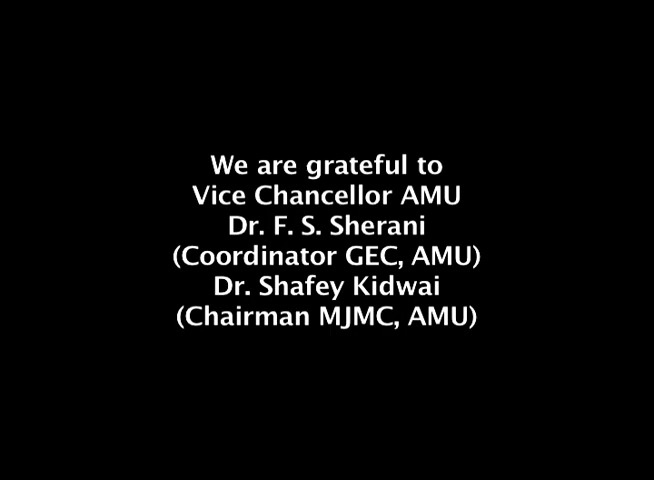 We are grateful to
Vice Chancellor AMU
Dr. F. S. Sherani
(Coordinator GEC, AMU)
Dr. Shafey Kidwai
(Chairman MJMC, AMU)